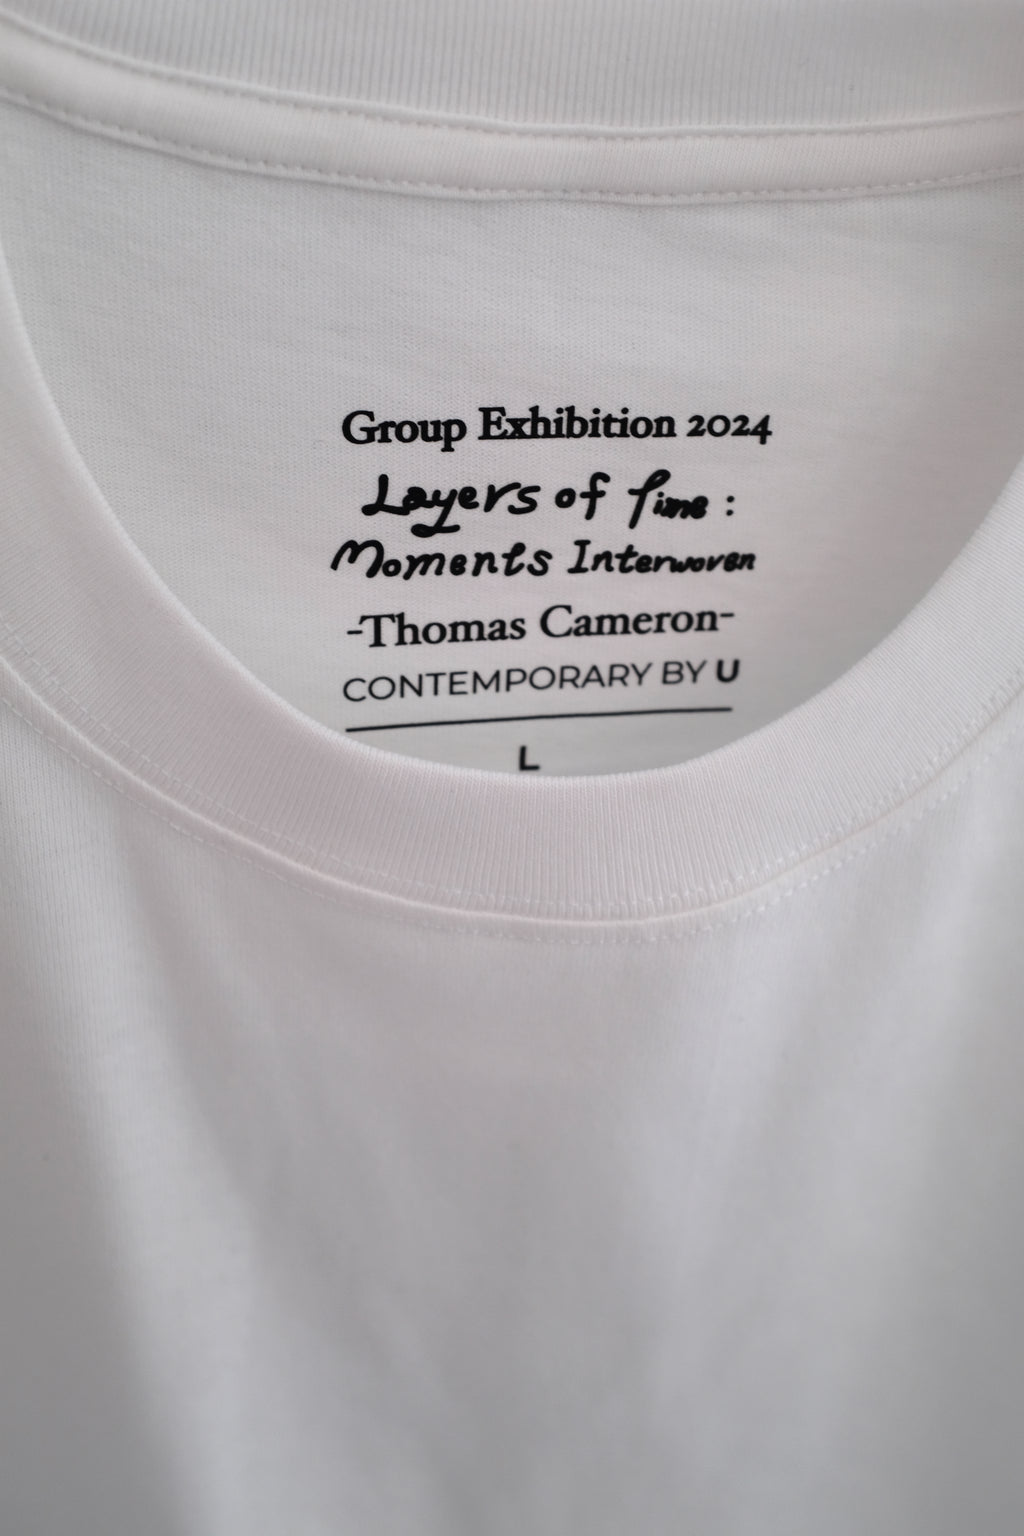 Group Exhibition 2024
Layers of Time:
Moments Interwoven
-Thomas Cameron-
CONTEMPORARY BY U
L